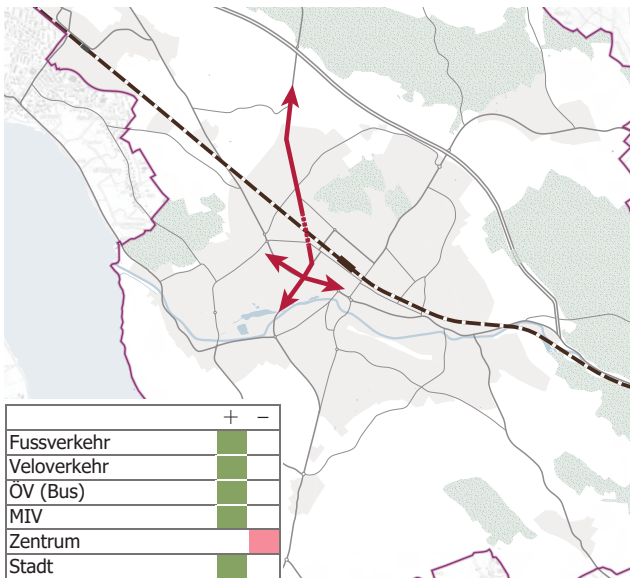 + −
Fussverkehr
Veloverkehr
ÖV (Bus)
MIV
Zentrum
Stadt